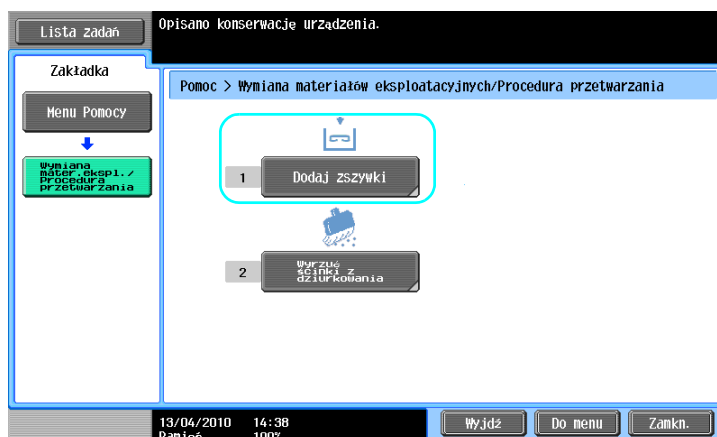 Lista zadań
Opisano konserwację urządzenia.
Zakładka
Menu Pomocy
Wymiana
mater.ekspl./
Procedura
przetwarzania
Pomoc > Wymiana materiałów eksploatacyjnych/Procedura przetwarzania
1 Dodaj zszywki
2 Wyrzuć
ścinki z
dziurkowania
13/04/2010 14:38
Pamięć 100%
Wyjdź
Do menu
Zamkn.